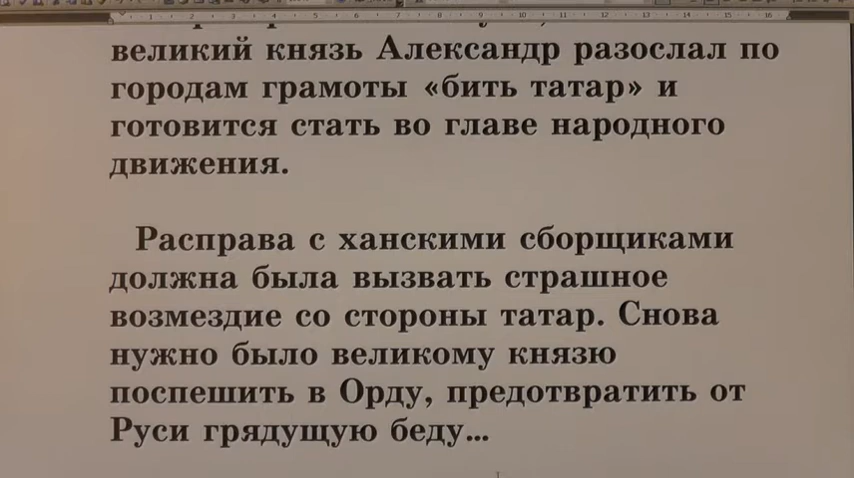 великий князь Александр разослал по
городам грамоты «бить татар» и
готовится стать во главе народного
движения.
Расправа с ханскими сборщиками
должна была вызвать страшное
возмездие со стороны татар. Снова
нужно было великому князю
поспешить в Орду, предотвратить от
Руси грядущую беду...